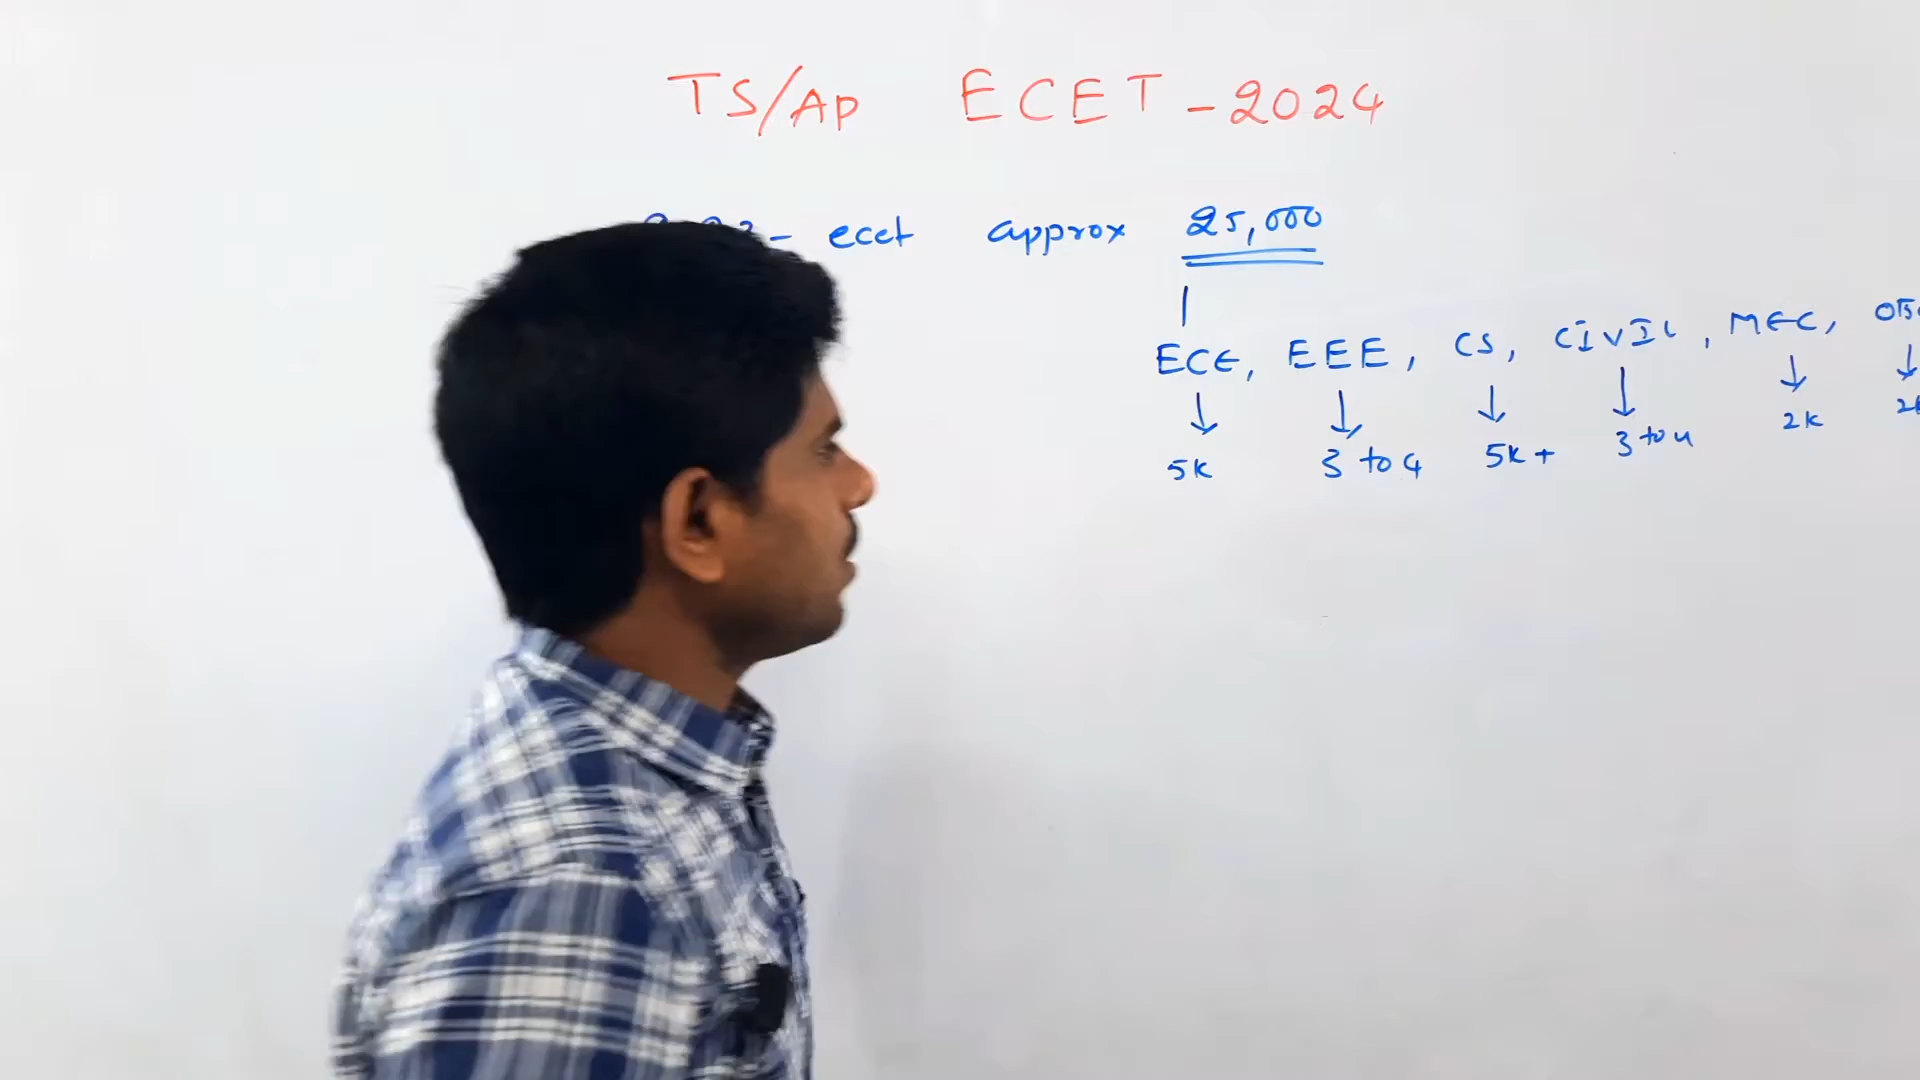 TS/AP ECET - 2024
- ecet approx 25,000
ECE, EEE, CS, CIVIL, MEC,
5K 3 to 4 5K+ 3 to 4 2K